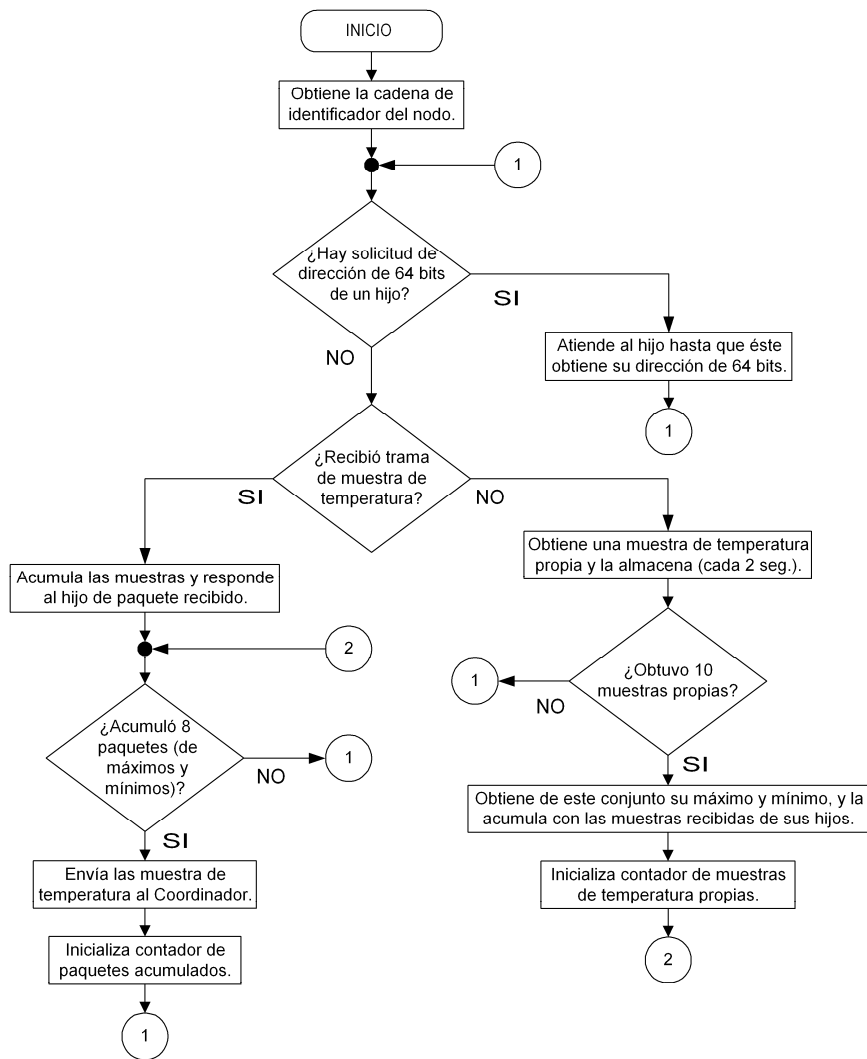 INICIO
Obtiene la cadena de
identificador del nodo.
1
¿Hay solicitud de
dirección de 64 bits
de un hijo?
SI
NO
Atiende al hijo hasta que éste
obtiene su dirección de 64 bits.
1
¿Recibió trama
de muestra de
temperatura?
SI
NO
Acumula las muestras y responde
al hijo de paquete recibido.
2
¿Acumuló 8
paquetes (de
máximos y
mínimos)?
NO
1
SI
Envía las muestra de
temperatura al Coordinador.
Inicializa contador de
paquetes acumulados.
1
Obtiene una muestra de temperatura
propia y la almacena (cada 2 seg.).
¿Obtuvo 10
muestras propias?
1
NO
SI
Obtiene de este conjunto su máximo y mínimo, y la
acumula con las muestras recibidas de sus hijos.
Inicializa contador de muestras
de temperatura propias.
2